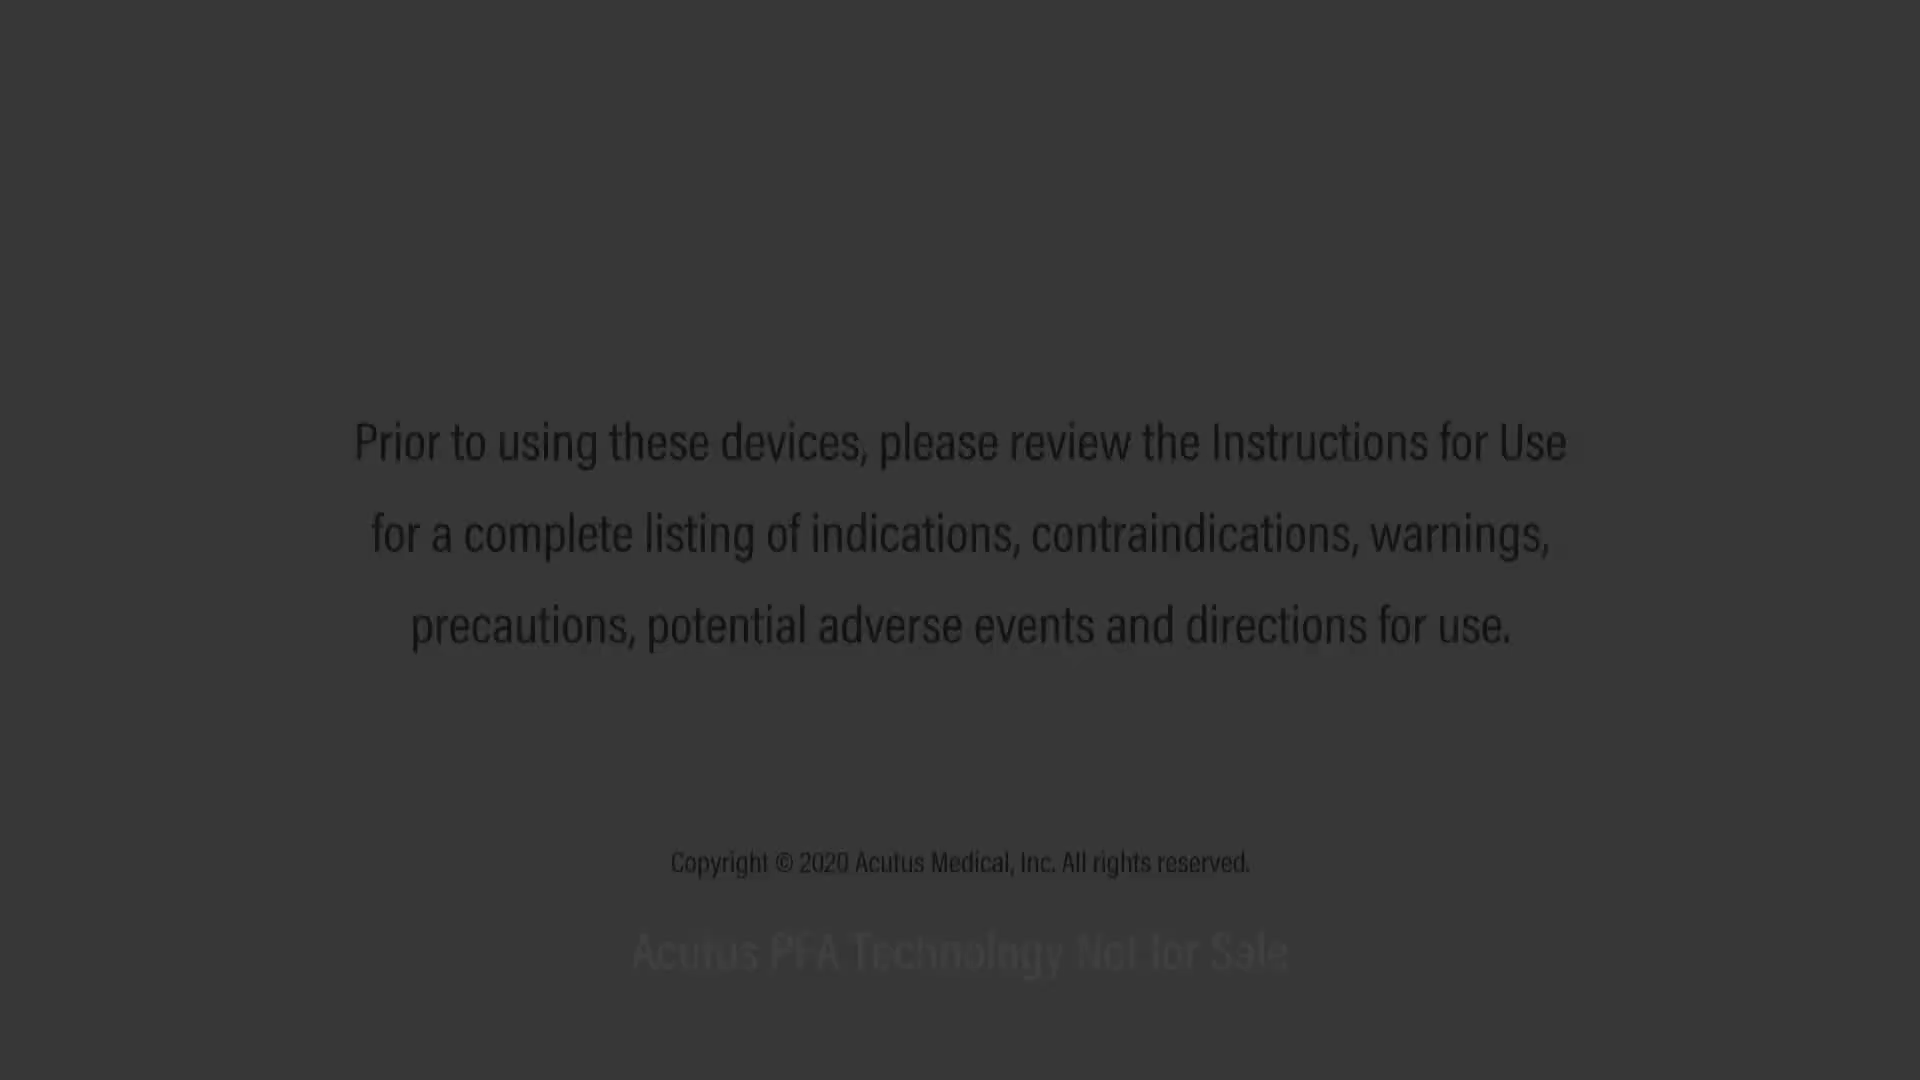 Prior to using these devices, please review the Instructions for Use
for a complete listing of indications, contraindications, warnings,
precautions, potential adverse events and directions for use.
Copyright © 2020 Acutus Medical, Inc. All rights reserved.
Acutus PFA Technology Not for Sale